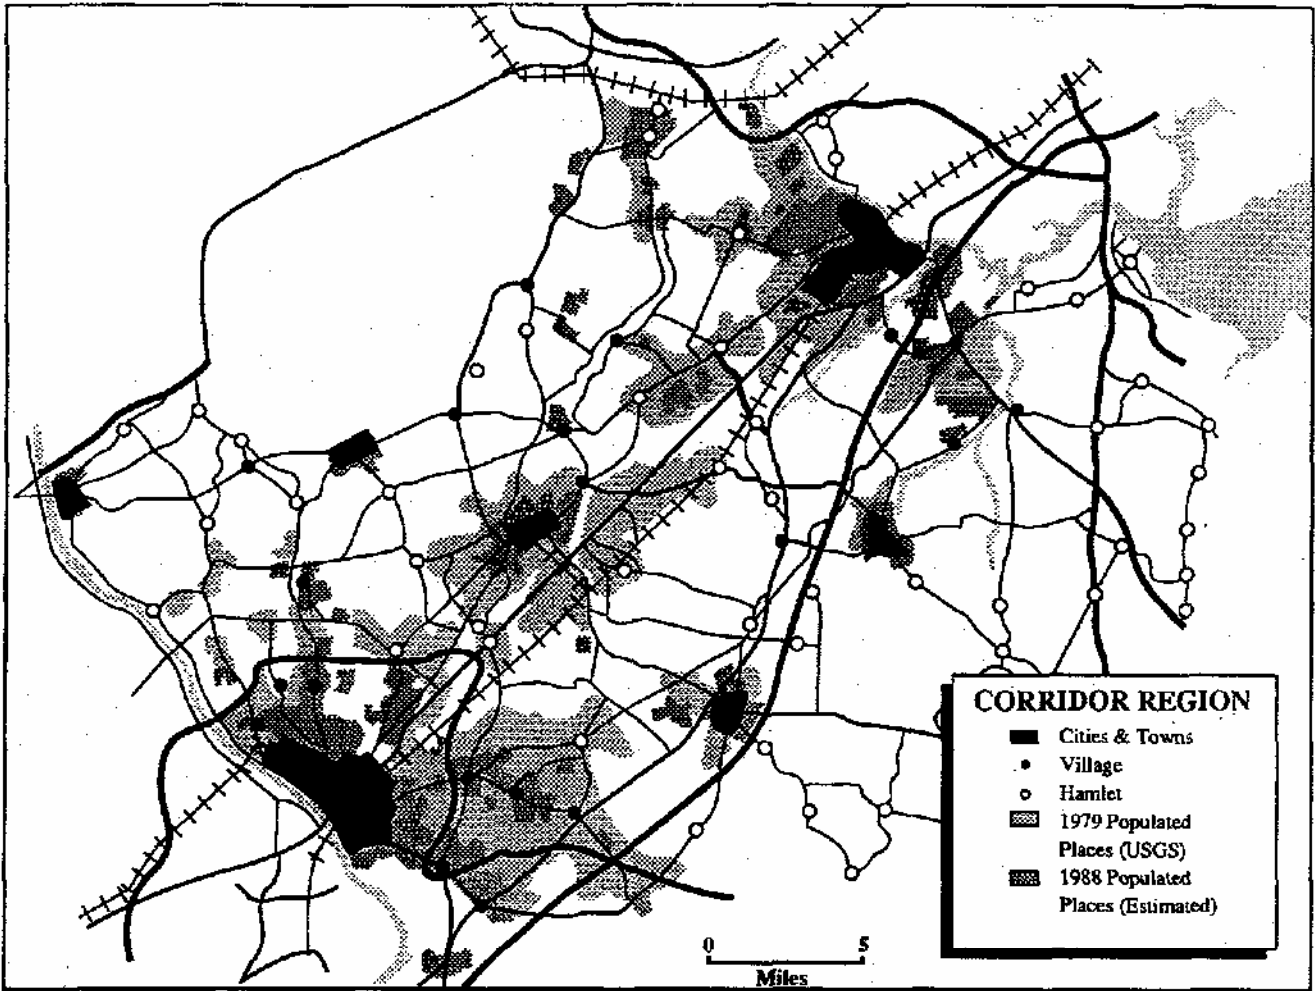 CORRIDOR REGION
Cities & Towns
Village
Hamlet
1979 Populated
Places (USGS)
1988 Populated
Places (Estimated)
0 5
Miles